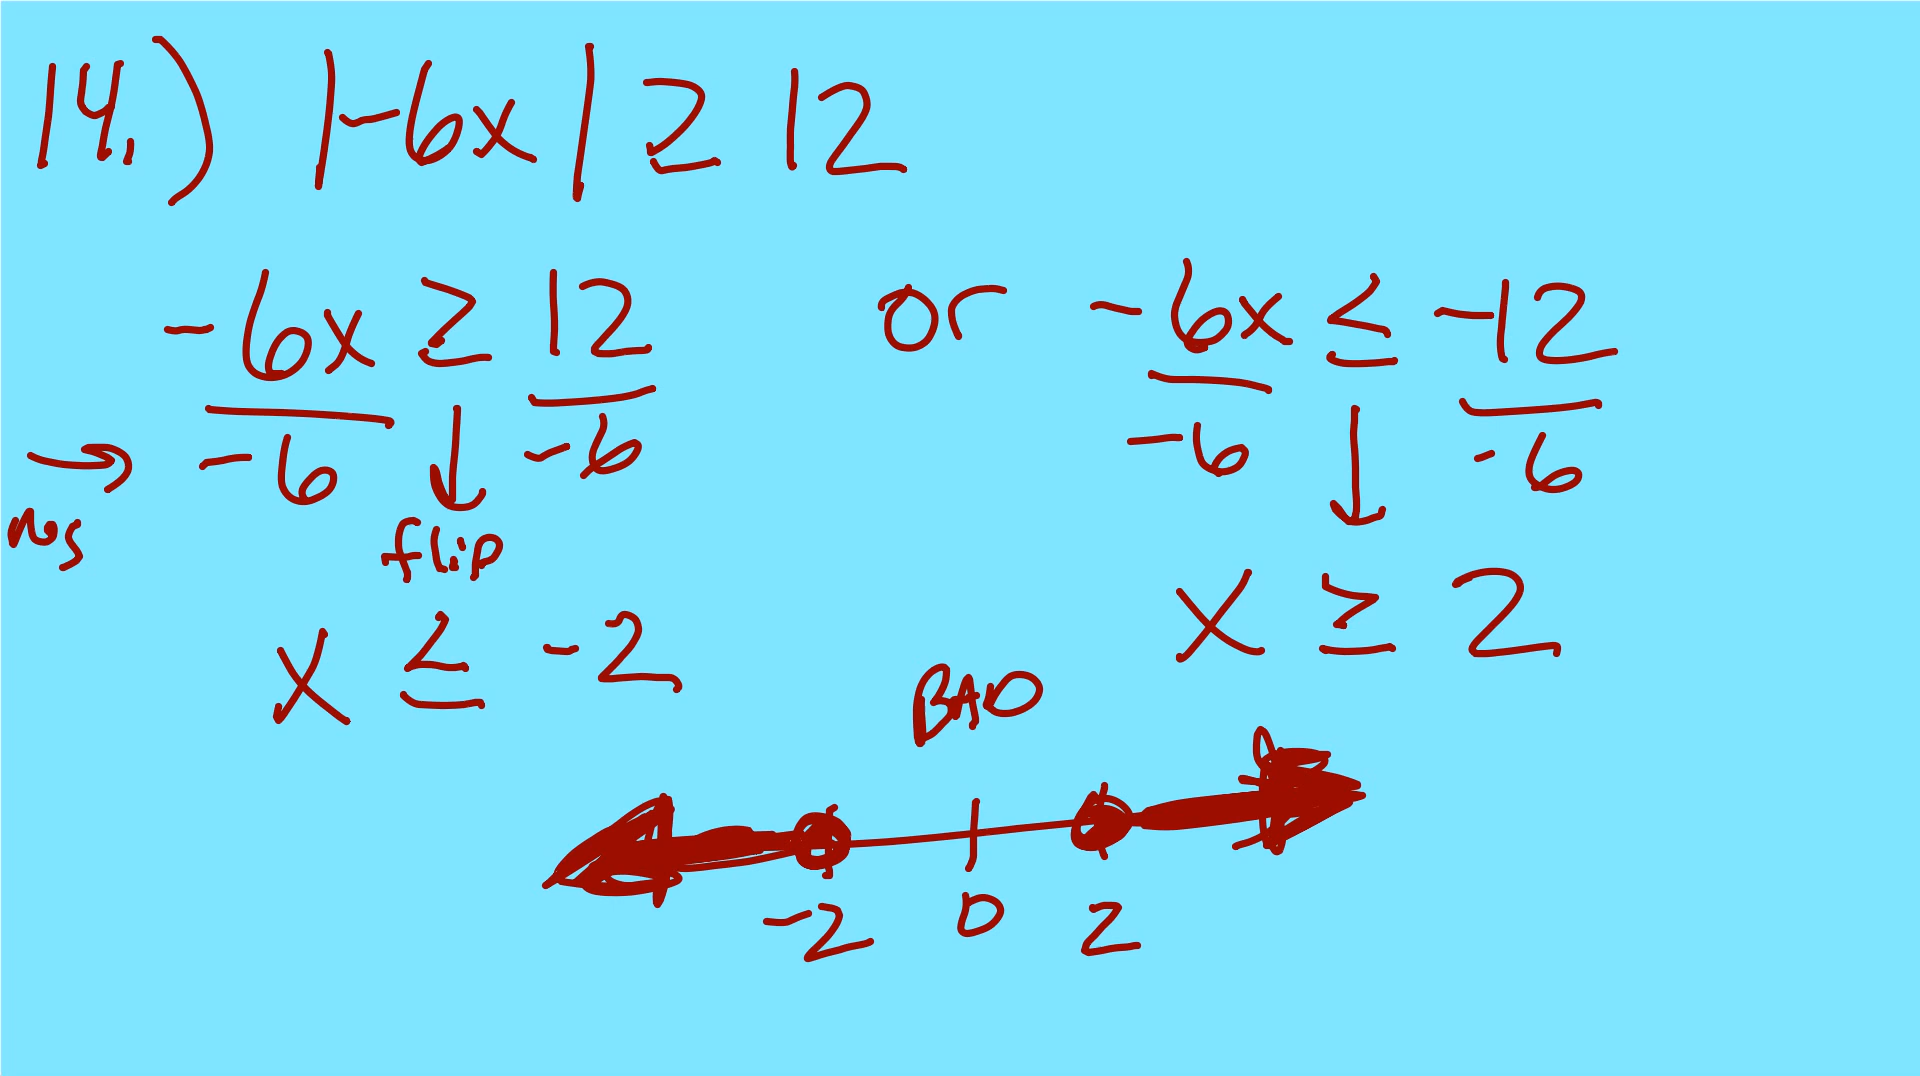 14.) |-6x| ≥ 12
-6x ≥ 12 or -6x ≤ -12
→ -6 -6 -6 -6
neg flip
x ≤ -2 x ≥ 2
BAD
-2 0 2